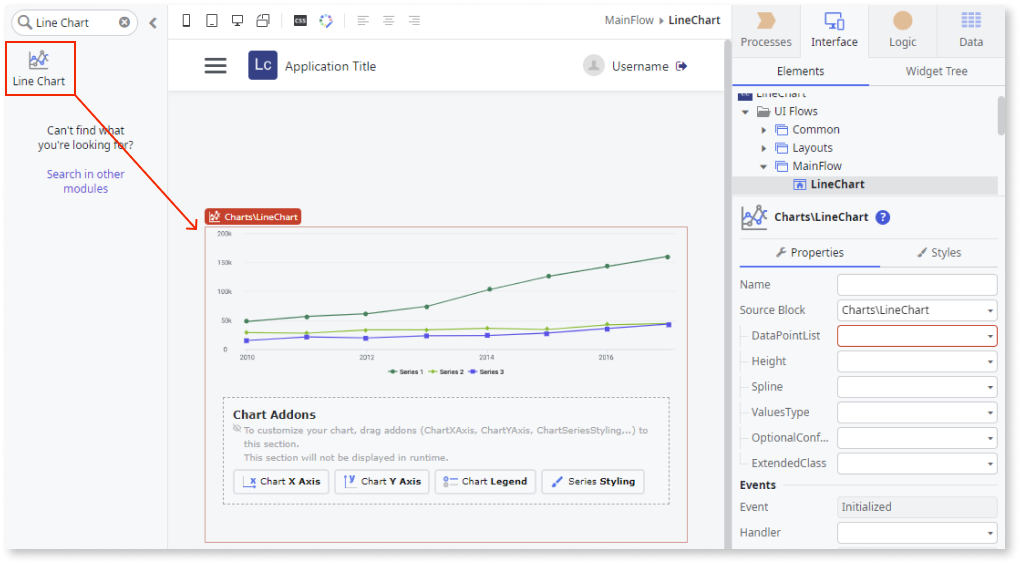 Line Chart
CSS
MainFlow ▸ LineChart
Processes
Interface
Logic
Data
Line Chart
Can't find what
you're looking for?
Search in other
modules
Lc
Application Title
Username
Elements
Widget Tree
LineChart
UI Flows
Common
Layouts
MainFlow
LineChart
Charts\LineChart
200k
150k
100k
50k
0
2010
2012
2014
2016
Series 1
Series 2
Series 3
Chart Addons
To customize your chart, drag addons (ChartXAxis, ChartYAxis, ChartSeriesStyling,..) to
this section.
This section will not be displayed in runtime.
x Chart X Axis
y Chart Y Axis
Chart Legend
Series Styling
Charts\LineChart ?
Properties
Styles
Name
Source Block
Charts\LineChart
DataPointList
Height
Spline
ValuesType
OptionalConf...
ExtendedClass
Events
Event
Initialized
Handler